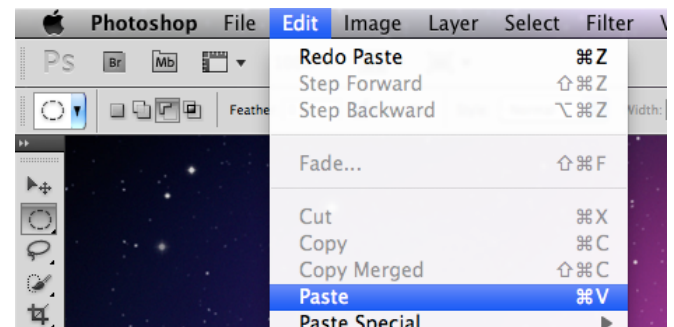 Photoshop File Edit Image Layer Select Filter
Ps Br Mb
Redo Paste ⌘Z
Step Forward ⇧⌘Z
Step Backward ⌥⌘Z
Feathe
Width:
Fade... ⇧⌘F
Cut ⌘X
Copy ⌘C
Copy Merged ⇧⌘C
Paste ⌘V
Paste Special